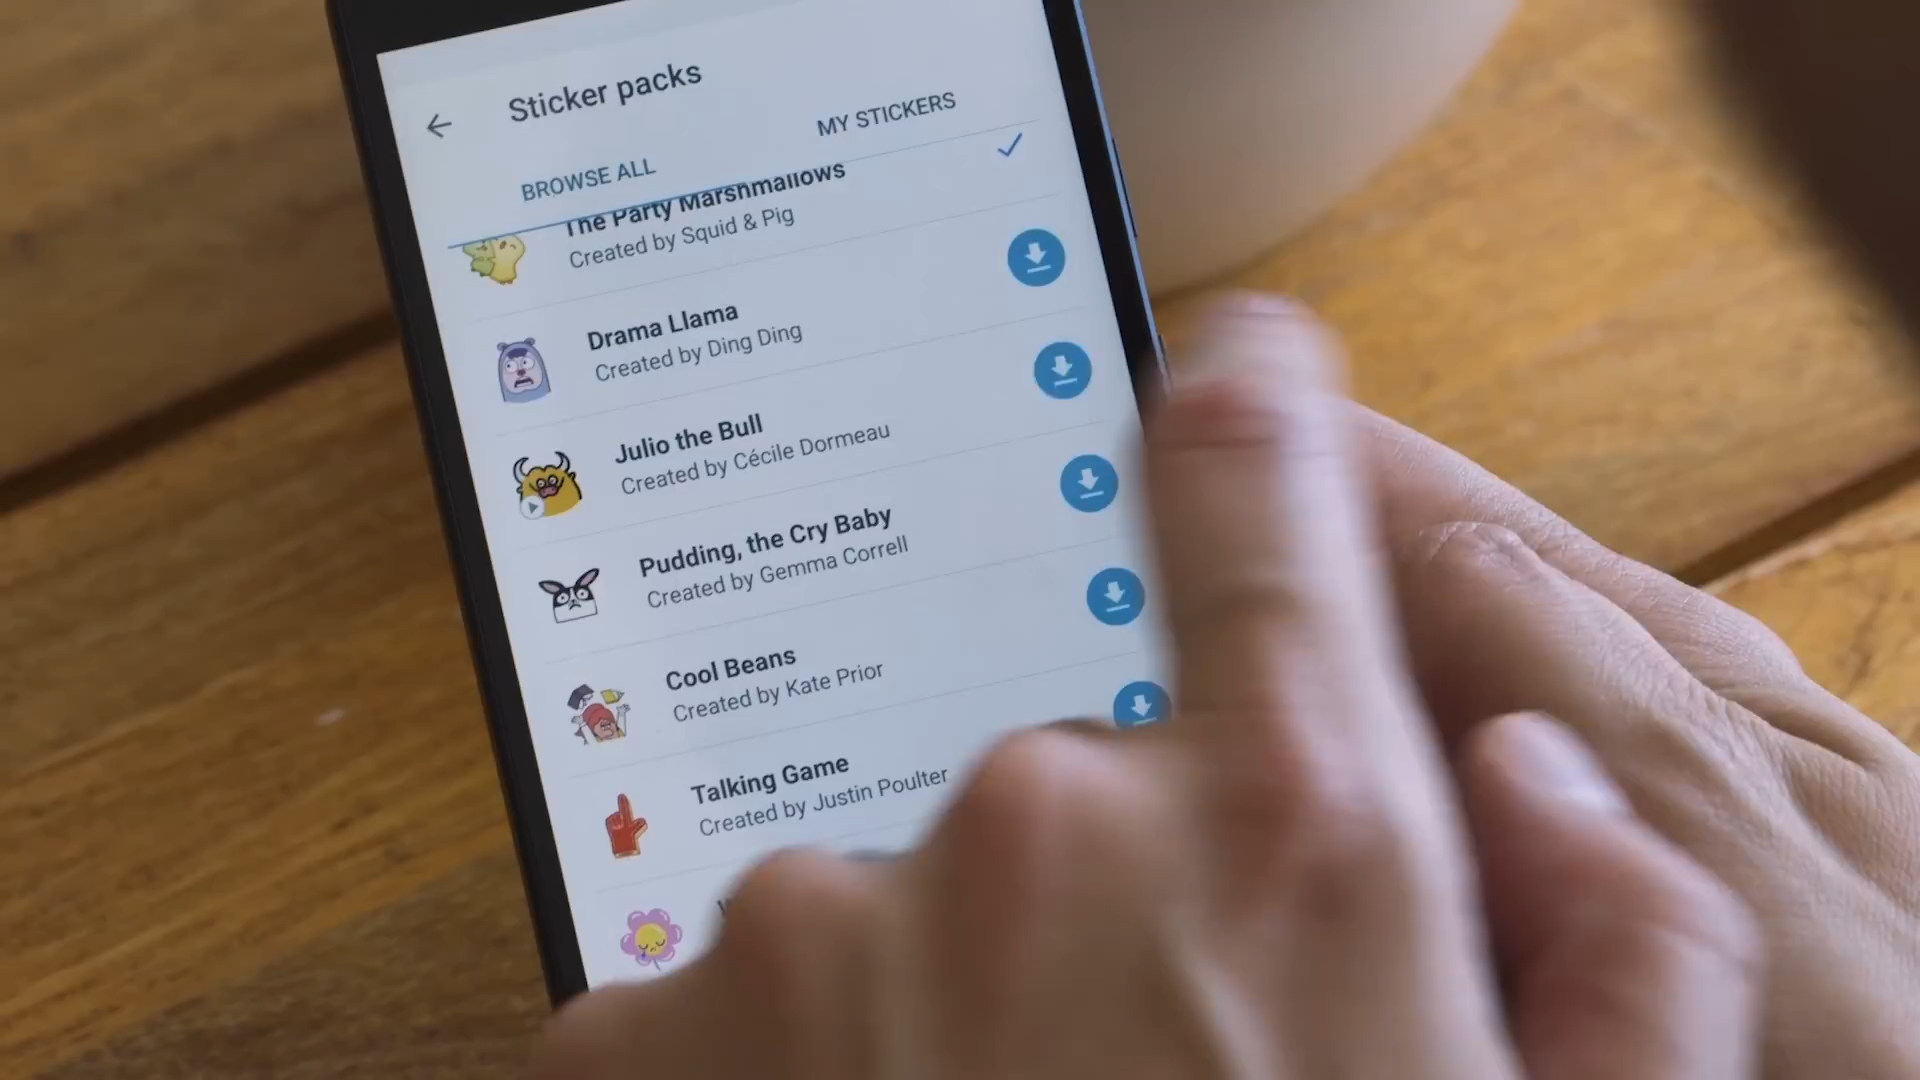 Sticker packs
BROWSE ALL
MY STICKERS
The Party Marshmallows
Created by Squid & Pig
Drama Llama
Created by Ding Ding
Julio the Bull
Created by Cécile Dormeau
Pudding, the Cry Baby
Created by Gemma Correll
Cool Beans
Created by Kate Prior
Talking Game
Created by Justin Poulter